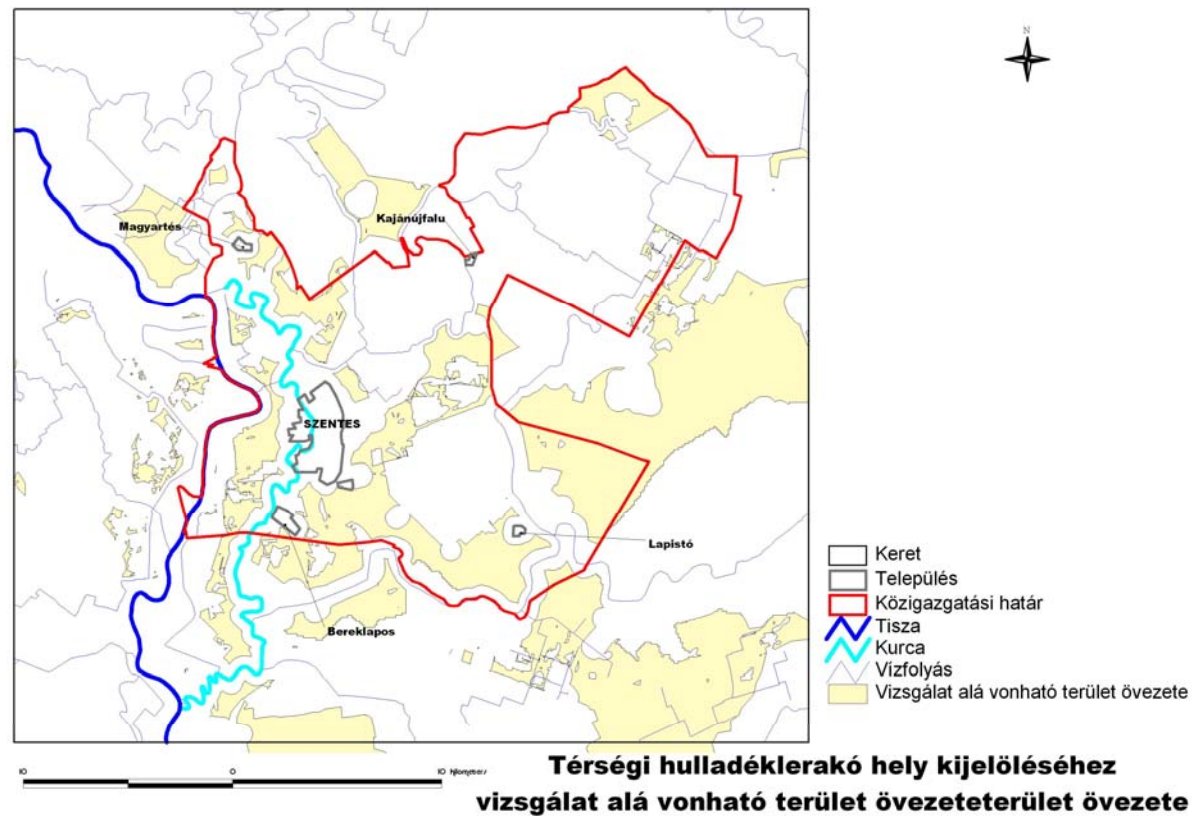 N
Magyartés
Kajánújfalu
SZENTES
Lapistó
Bereklapos
Keret
Település
Közigazgatási határ
Tisza
Kurca
Vízfolyás
Vizsgálat alá vonható terület övezete
10 0 10
Térségi hulladéklerakó hely kijelöléséhez
vizsgálat alá vonható terület övezeteterület övezete